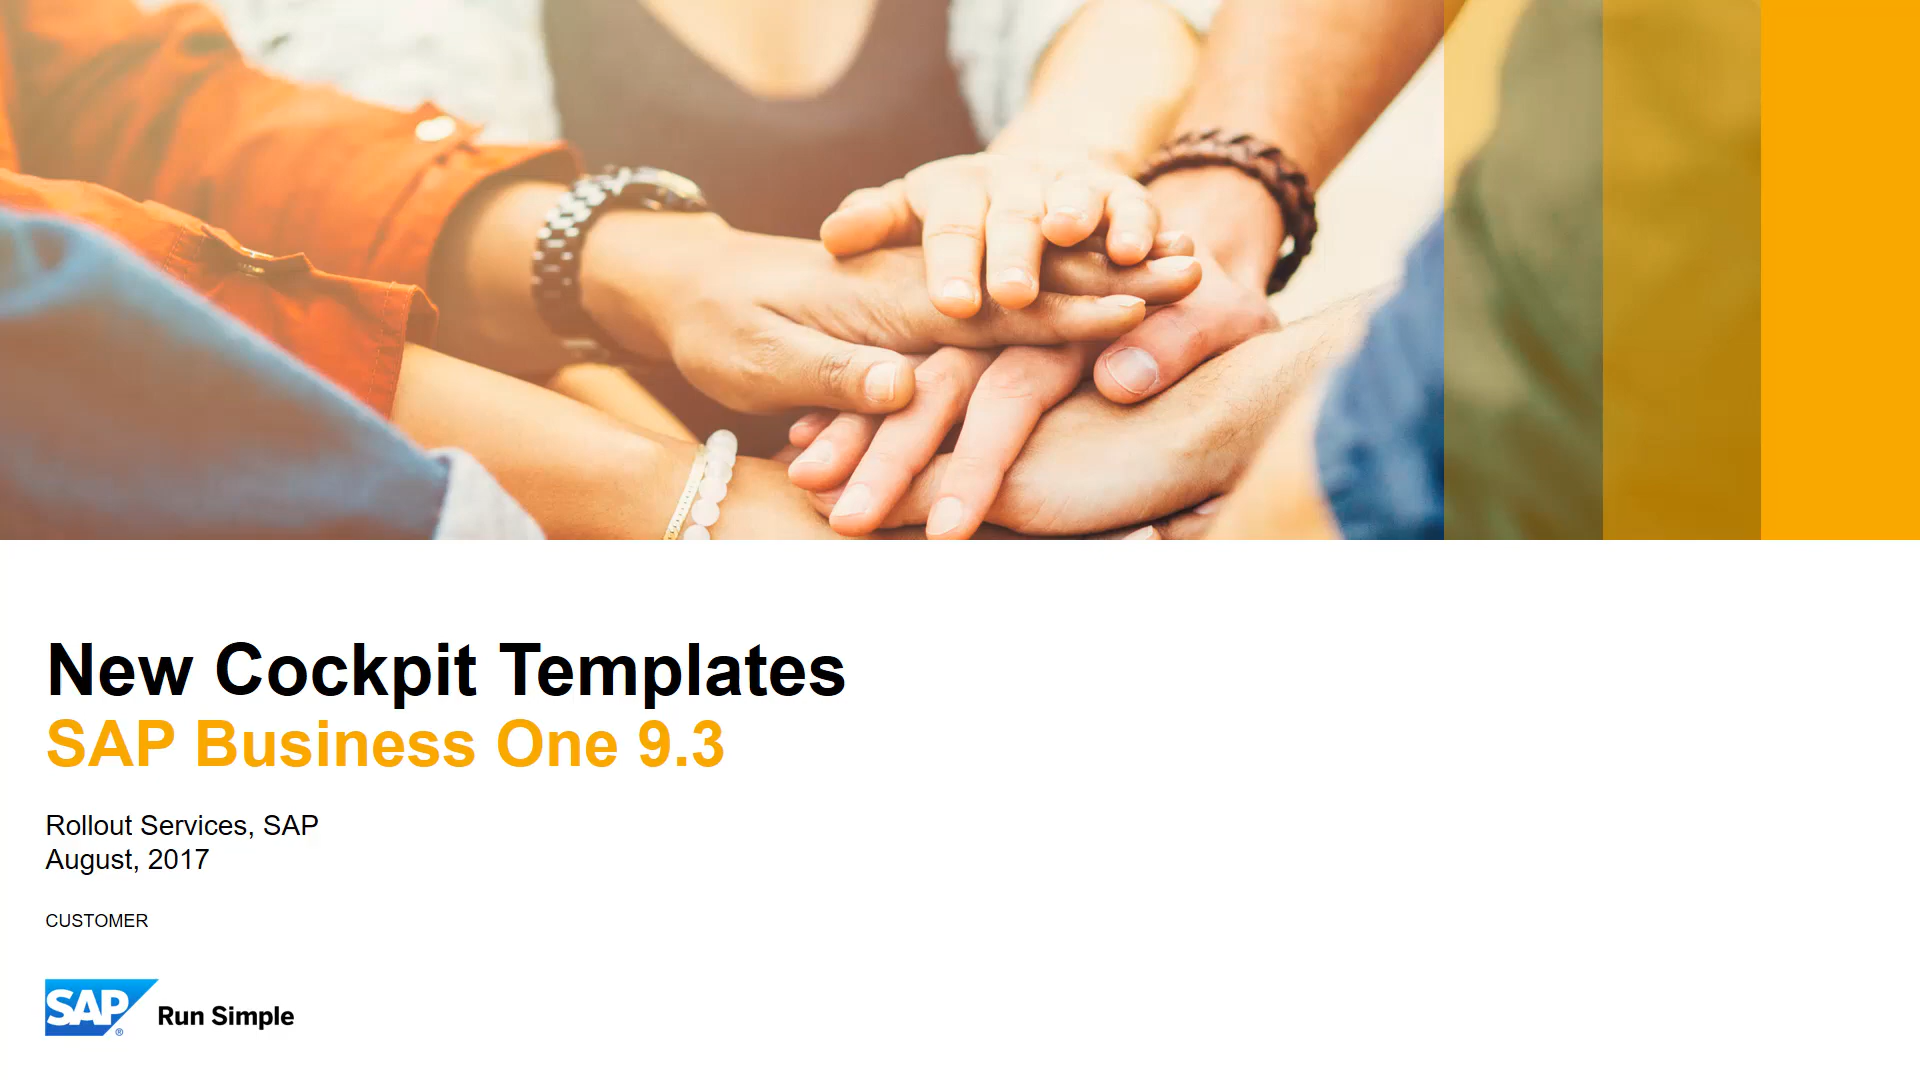 New Cockpit Templates
SAP Business One 9.3
Rollout Services, SAP
August, 2017
CUSTOMER
SAP ® Run Simple